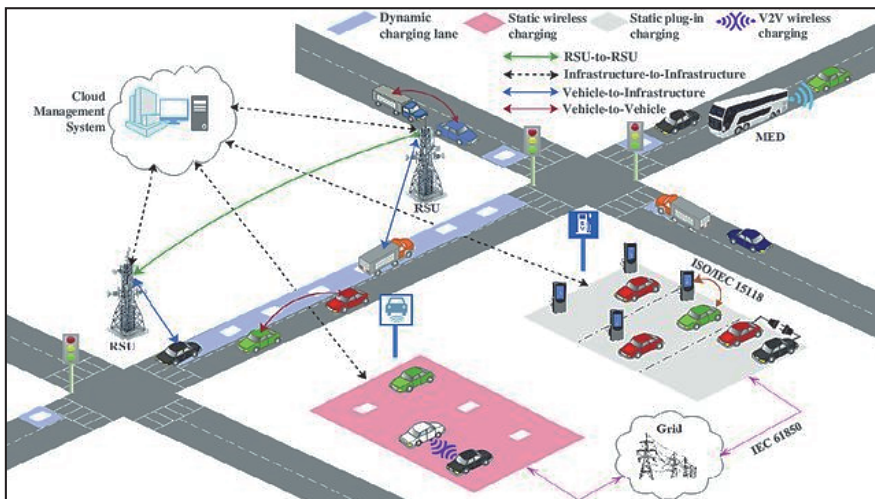 Dynamic
charging lane
Static wireless
charging
Static plug-in
charging
V2V wireless
charging
RSU-to-RSU
Infrastructure-to-Infrastructure
Vehicle-to-Infrastructure
Vehicle-to-Vehicle
Cloud
Management
System
MED
RSU
RSU
ISO/IEC 15118
Grid
IEC 61850